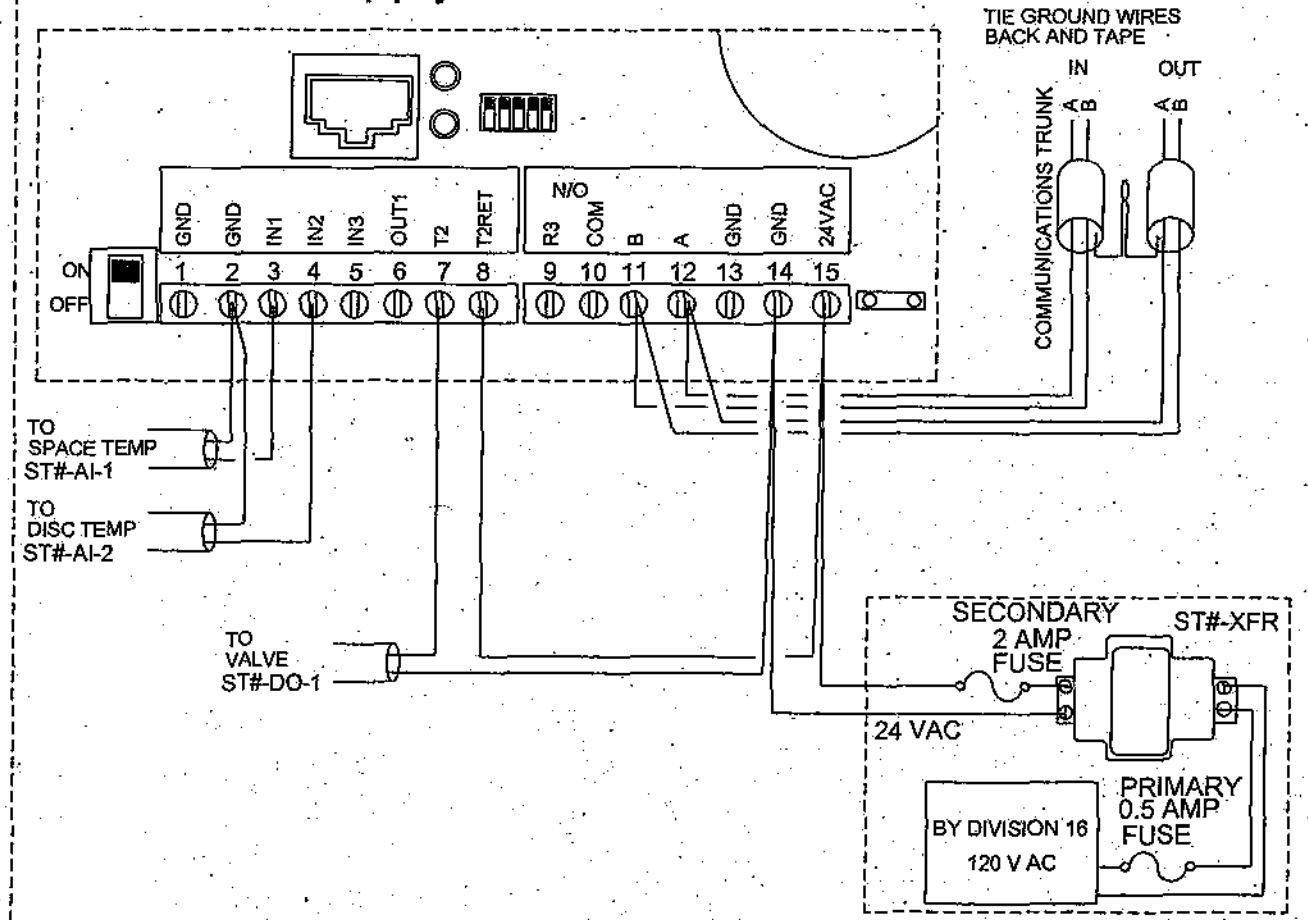 TIE GROUND WIRES
BACK AND TAPE
IN OUT
A B A B
COMMUNICATIONS TRUNK
N/O
GND GND IN1 IN2 IN3 OUT1 T2 T2RET R3 COM B A GND GND 24VAC
ON 1 2 3 4 5 6 7 8 9 10 11 12 13 14 15
OFF
TO
SPACE TEMP
ST#-AI-1
TO
DISC TEMP
ST#-AI-2
TO
VALVE
ST#-DO-1
SECONDARY
2 AMP
FUSE
ST#-XFR
24 VAC
PRIMARY
0.5 AMP
FUSE
BY DIVISION 16
120 V AC